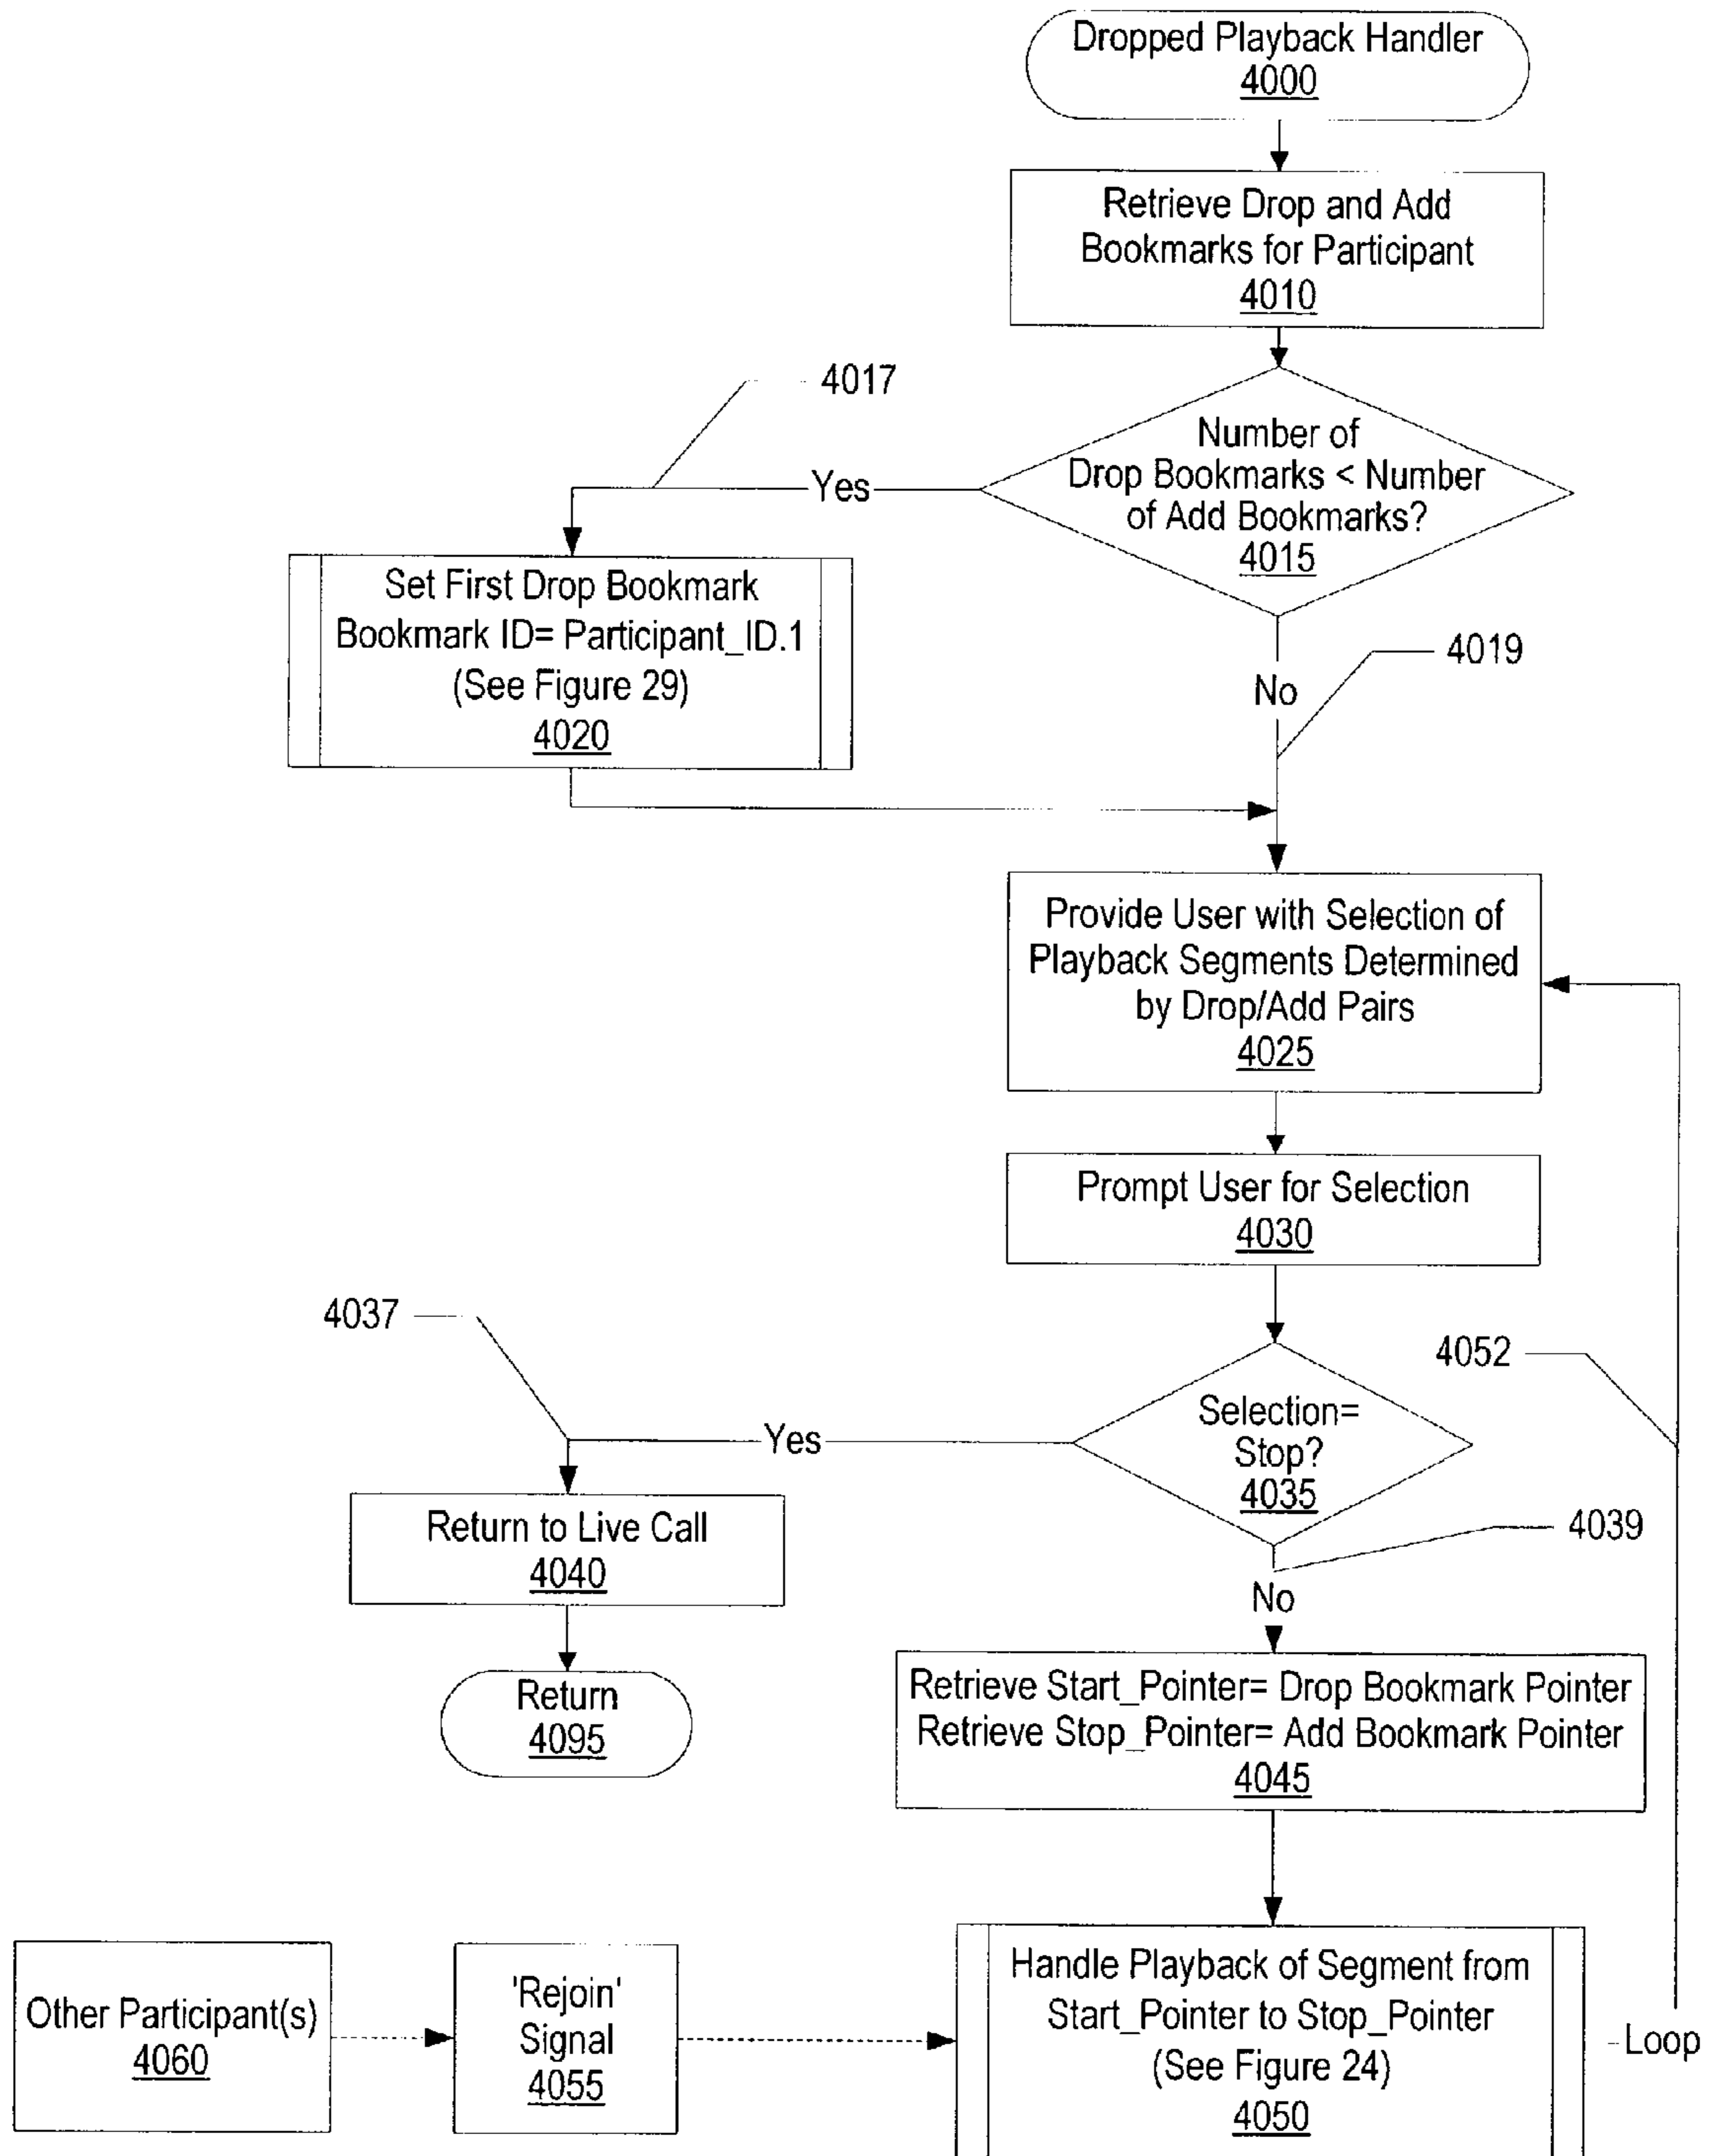 Dropped Playback Handler
4000
Retrieve Drop and Add
Bookmarks for Participant
4010
4017
Number of
Drop Bookmarks < Number
of Add Bookmarks?
4015
Yes
Set First Drop Bookmark
Bookmark ID= Participant_ID.1
(See Figure 29)
4020
4019
No
Provide User with Selection of
Playback Segments Determined
by Drop/Add Pairs
4025
Prompt User for Selection
4030
4037
4052
Selection=
Stop?
4035
Yes
Return to Live Call
4040
4039
No
Return
4095
Retrieve Start_Pointer= Drop Bookmark Pointer
Retrieve Stop_Pointer= Add Bookmark Pointer
4045
Other Participant(s)
4060
'Rejoin'
Signal
4055
Handle Playback of Segment from
Start_Pointer to Stop_Pointer
(See Figure 24)
4050
Loop